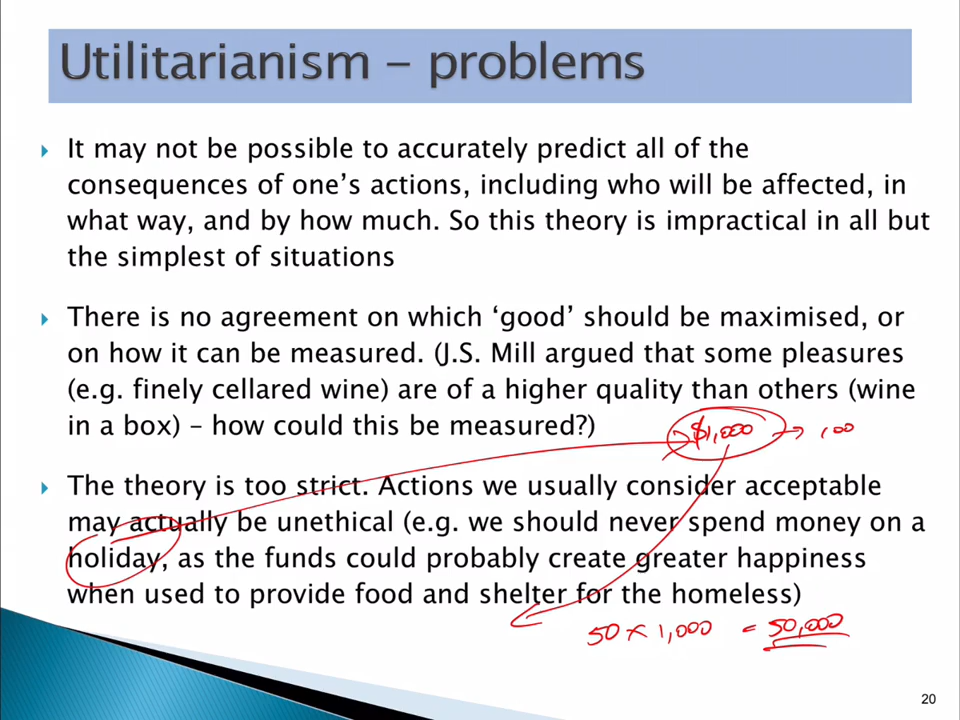 Utilitarianism – problems
It may not be possible to accurately predict all of the
consequences of one's actions, including who will be affected, in
what way, and by how much. So this theory is impractical in all but
the simplest of situations
There is no agreement on which 'good' should be maximised, or
on how it can be measured. (J.S. Mill argued that some pleasures
(e.g. finely cellared wine) are of a higher quality than others (wine
in a box) – how could this be measured?)
$1,000 → 100
The theory is too strict. Actions we usually consider acceptable
may actually be unethical (e.g. we should never spend money on a
holiday, as the funds could probably create greater happiness
when used to provide food and shelter for the homeless)
50 × 1,000 = 50,000
20